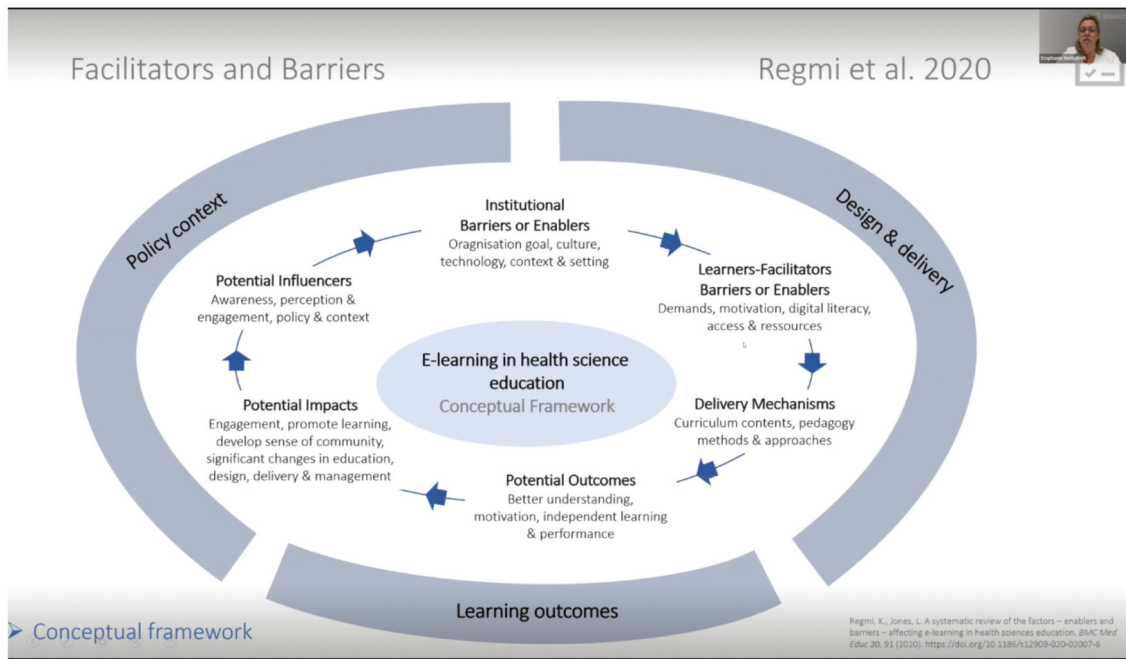 Facilitators and Barriers
Regmi et al. 2020
Policy context
Design & delivery
Institutional
Barriers or Enablers
Oragnisation goal, culture,
technology, context & setting
Potential Influencers
Awareness, perception &
engagement, policy & context
Learners-Facilitators
Barriers or Enablers
Demands, motivation, digital literacy,
access & ressources
E-learning in health science
education
Conceptual Framework
Potential Impacts
Engagement, promote learning,
develop sense of community,
significant changes in education,
design, delivery & management
Delivery Mechanisms
Curriculum contents, pedagogy
methods & approaches
Potential Outcomes
Better understanding,
motivation, independent learning
& performance
Learning outcomes
Conceptual framework
Regmi, K., Jones, L. A systematic review of the factors – enablers and
barriers – affecting e-learning in health sciences education. BMC Med
Educ 20, 91 (2020). https://doi.org/10.1186/s12909-020-02007-6